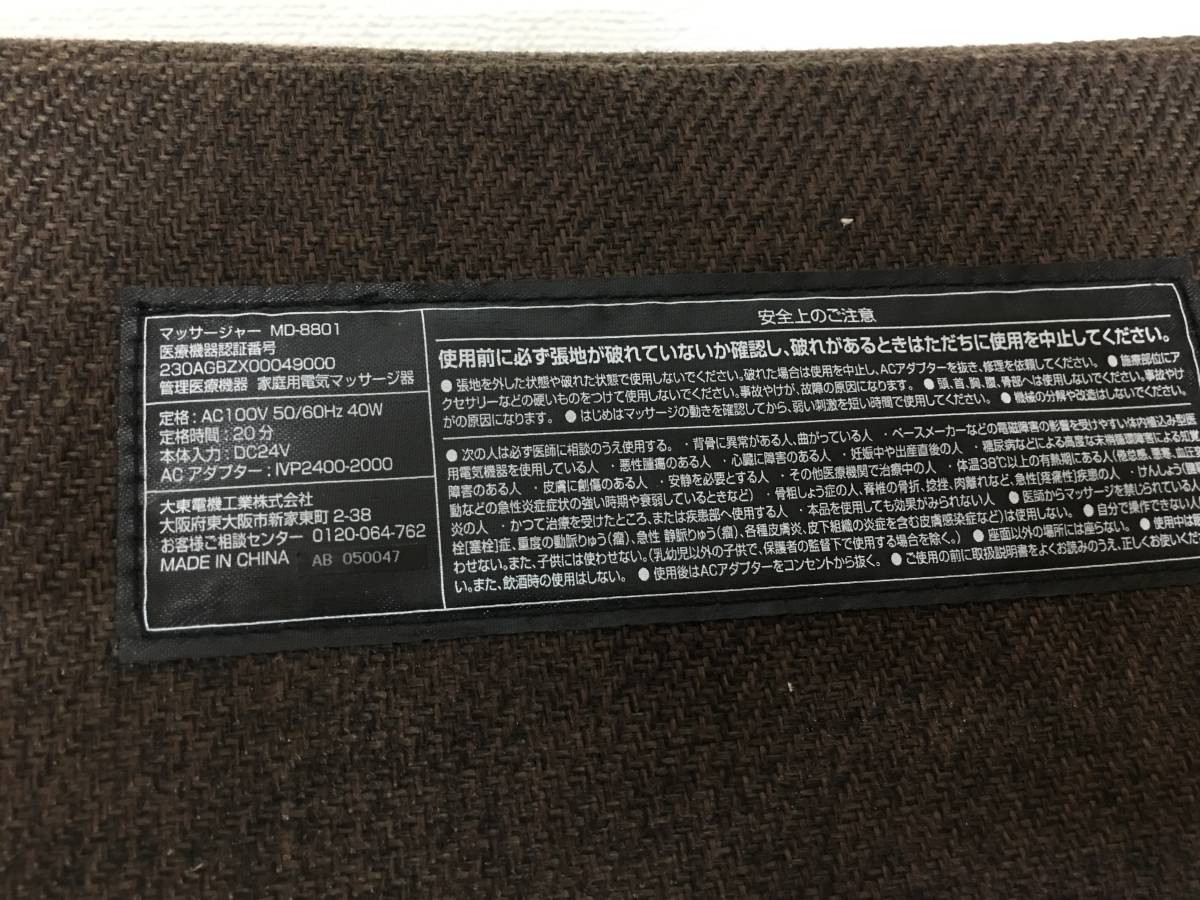 マッサージャー MD-8801
医療機器認証番号
230AGBZX00049000
管理医療機器 家庭用電気マッサージ器
定格:AC100V 50/60Hz 40W
定格時間:20分
本体入力:DC24V
ACアダプター:IVP2400-2000
大東電機工業株式会社
大阪府東大阪市新家東町2-38
お客様ご相談センター 0120-064-762
MADE IN CHINA AB 050047
安全上のご注意
使用前に必ず張地が破れていないか確認し、破れがあるときはただちに使用を中止してください。
●張地を外した状態や破れた状態で使用しないでください。破れた場合は使用を中止し、ACアダプターを抜き、修理を依頼してください。 ●施療部位にア
クセサリーなどの硬いものをつけて使用しないでください。事故やけが、故障の原因になります。 ●頭、首、胸、腹、骨部へは使用しないでください。事故やけ
がの原因になります。 ●はじめはマッサージの動きを確認してから、弱い刺激を短い時間で使用してください。 ●機械の分解や改造はしないでください。
●次の人は必ず医師に相談のうえ使用する。 ・背骨に異常がある人、曲がっている人 ・ペースメーカーなどの電磁障害の影響を受けやすい体内植込み型医
用電気機器を使用している人 ・悪性腫瘍のある人 ・心臓に障害のある人 ・妊娠中や出産直後の人 ・糖尿病などによる高度な末梢循環障害による知覚
障害のある人 ・皮膚に創傷のある人 ・安静を必要とする人 ・その他医療機関で治療中の人 ・体温38℃以上の有熱期にある人(倦怠感、悪寒、血圧変
動などの急性炎症症状の強い時期や衰弱しているときなど) ・骨粗しょう症の人、脊椎の骨折、捻挫、肉離れなど、急性[疼痛性]疾患の人 ・けんしょう
炎の人 ・かつて治療を受けたところ、または疾患部へ使用する人 ・本品を使用しても効果がみられない人 ●医師からマッサージを禁じられている人
栓[塞栓]症、重度の動脈りゅう(瘤)、急性 静脈りゅう(瘤)、各種皮膚炎、皮下組織の炎症を含む皮膚感染症など)は使用しない。 ●自分で操作できない人
わせない。また、子供には使わせない。(乳幼児以外の子供で、保護者の監督下で使用する場合を除く。) ●座面以外の場所には座らない。 ●使用中は
い。また、飲酒時の使用はしない。 ●使用後はACアダプターをコンセントから抜く。 ●ご使用の前に取扱説明書をよくお読みのうえ、正しくお使いくだ